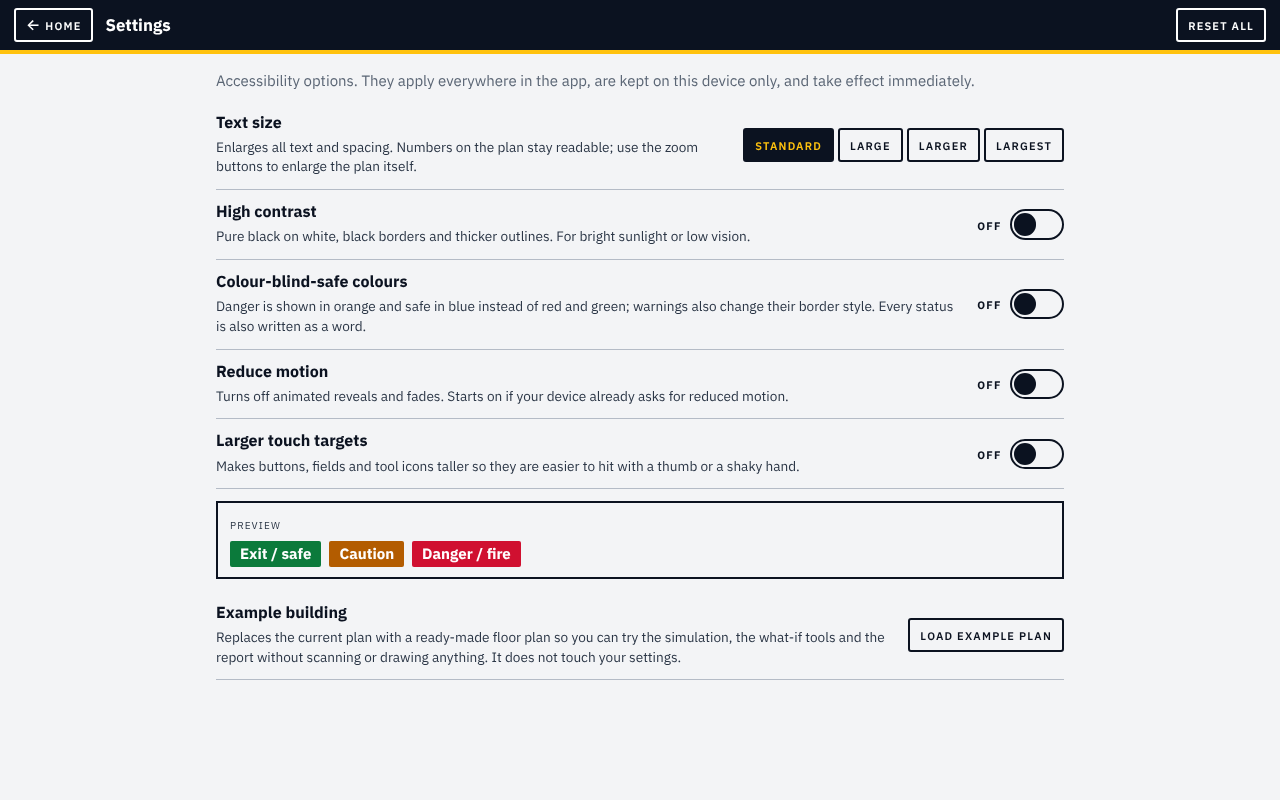 ← HOME
Settings
RESET ALL
Accessibility options. They apply everywhere in the app, are kept on this device only, and take effect immediately.
Text size
Enlarges all text and spacing. Numbers on the plan stay readable; use the zoom
buttons to enlarge the plan itself.
STANDARD
LARGE
LARGER
LARGEST
High contrast
Pure black on white, black borders and thicker outlines. For bright sunlight or low vision.
OFF
Colour-blind-safe colours
Danger is shown in orange and safe in blue instead of red and green; warnings also change their border style. Every status
is also written as a word.
OFF
Reduce motion
Turns off animated reveals and fades. Starts on if your device already asks for reduced motion.
OFF
Larger touch targets
Makes buttons, fields and tool icons taller so they are easier to hit with a thumb or a shaky hand.
OFF
PREVIEW
Exit / safe
Caution
Danger / fire
Example building
Replaces the current plan with a ready-made floor plan so you can try the simulation, the what-if tools and the
report without scanning or drawing anything. It does not touch your settings.
LOAD EXAMPLE PLAN